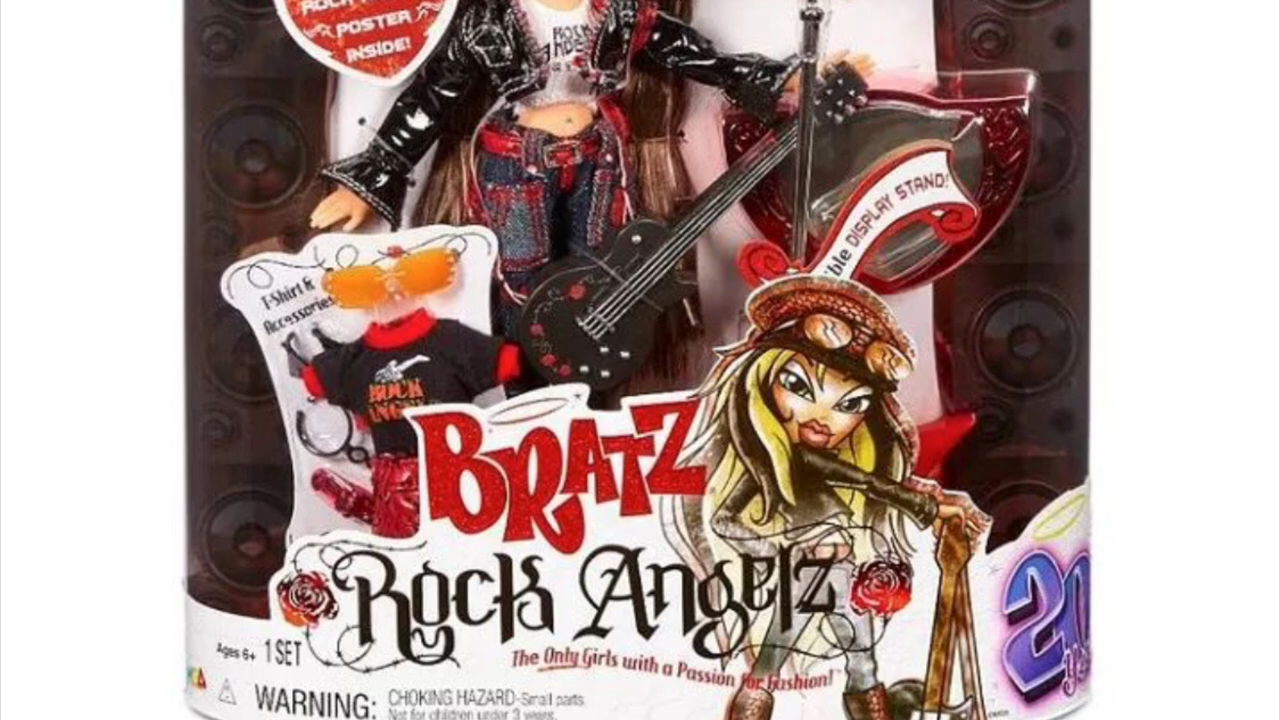 POSTER
INSIDE!
ROCK
DISPLAY STAND!
T-Shirt &
Accessories
ROCK
BRATZ
Rock Angelz
20
The Only Girls with a Passion for Fashion!
Ages 6+ 1 SET
WARNING: CHOKING HAZARD-Small parts.
Not for children under 3 years.